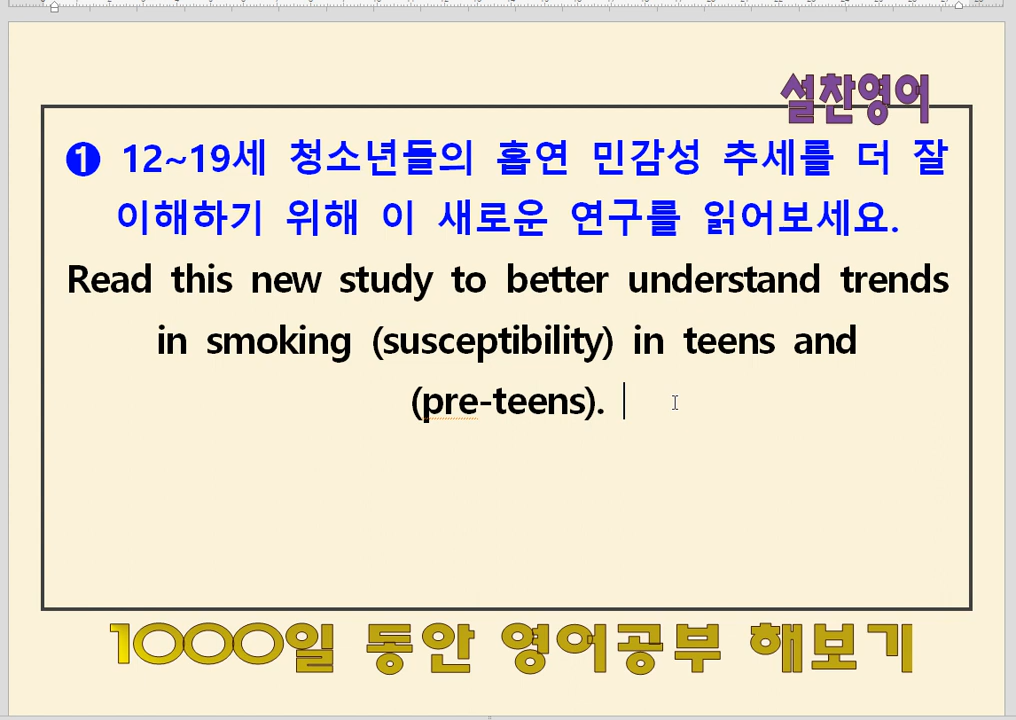 설찬영어
❶ 12~19세 청소년들의 흡연 민감성 추세를 더 잘
이해하기 위해 이 새로운 연구를 읽어보세요.
Read this new study to better understand trends
in smoking (susceptibility) in teens and
(pre-teens).
1000일 동안 영어공부 해보기